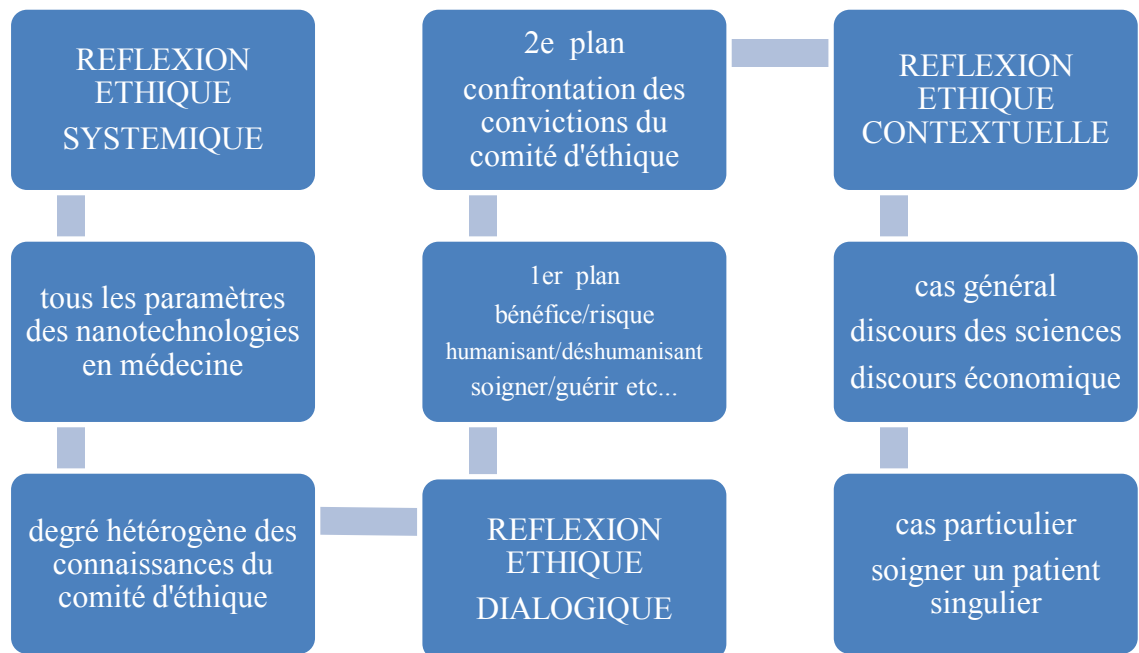 REFLEXION
ETHIQUE
SYSTEMIQUE
tous les paramètres
des nanotechnologies
en médecine
degré hétérogène des
connaissances du
comité d'éthique
REFLEXION
ETHIQUE
DIALOGIQUE
1er plan
bénéfice/risque
humanisant/déshumanisant
soigner/guérir etc...
2e plan
confrontation des
convictions du
comité d'éthique
REFLEXION
ETHIQUE
CONTEXTUELLE
cas général
discours des sciences
discours économique
cas particulier
soigner un patient
singulier